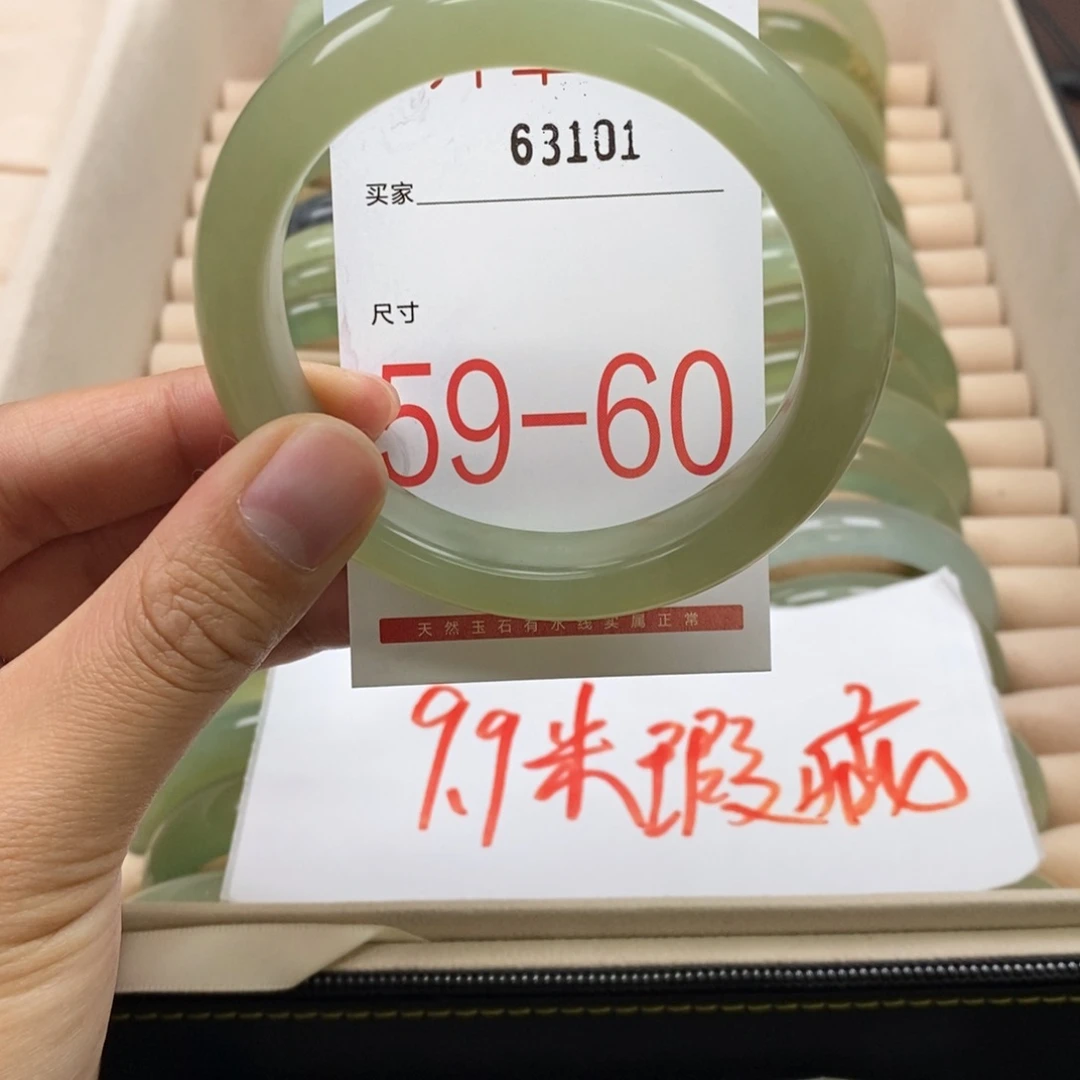 63101
买家
尺寸
59-60
天然玉石有水线实属正常
9.9米瑕疵